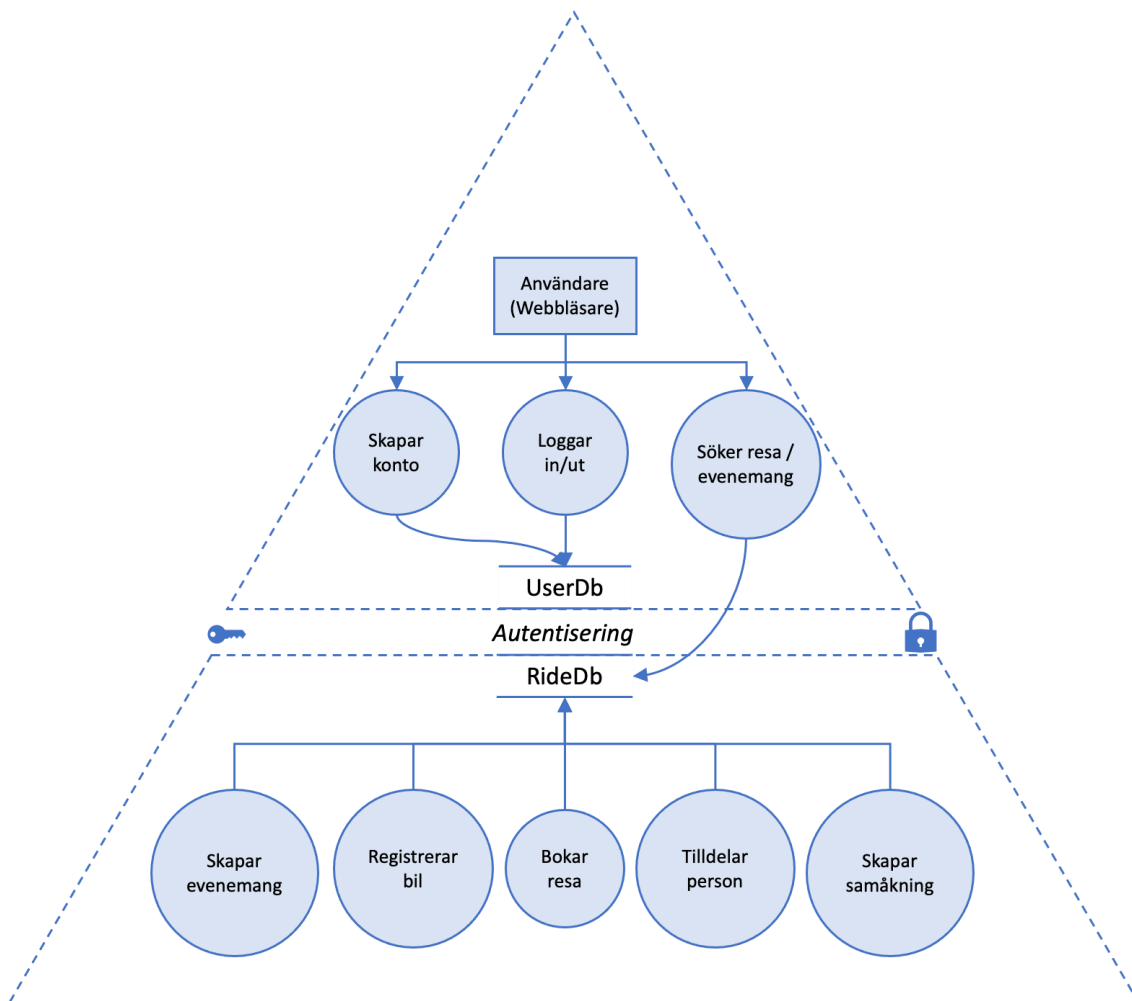 Användare
(Webbläsare)
Skapar
konto
Loggar
in/ut
Söker resa /
evenemang
UserDb
Autentisering
RideDb
Skapar
evenemang
Registrerar
bil
Bokar
resa
Tilldelar
person
Skapar
samåkning